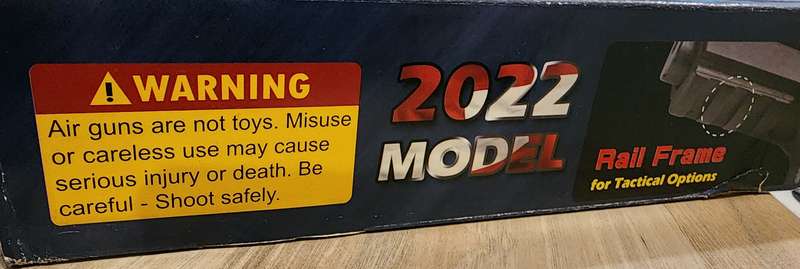 WARNING
Air guns are not toys. Misuse
or careless use may cause
serious injury or death. Be
careful - Shoot safely.
2022
MODEL
Rail Frame
for Tactical Options